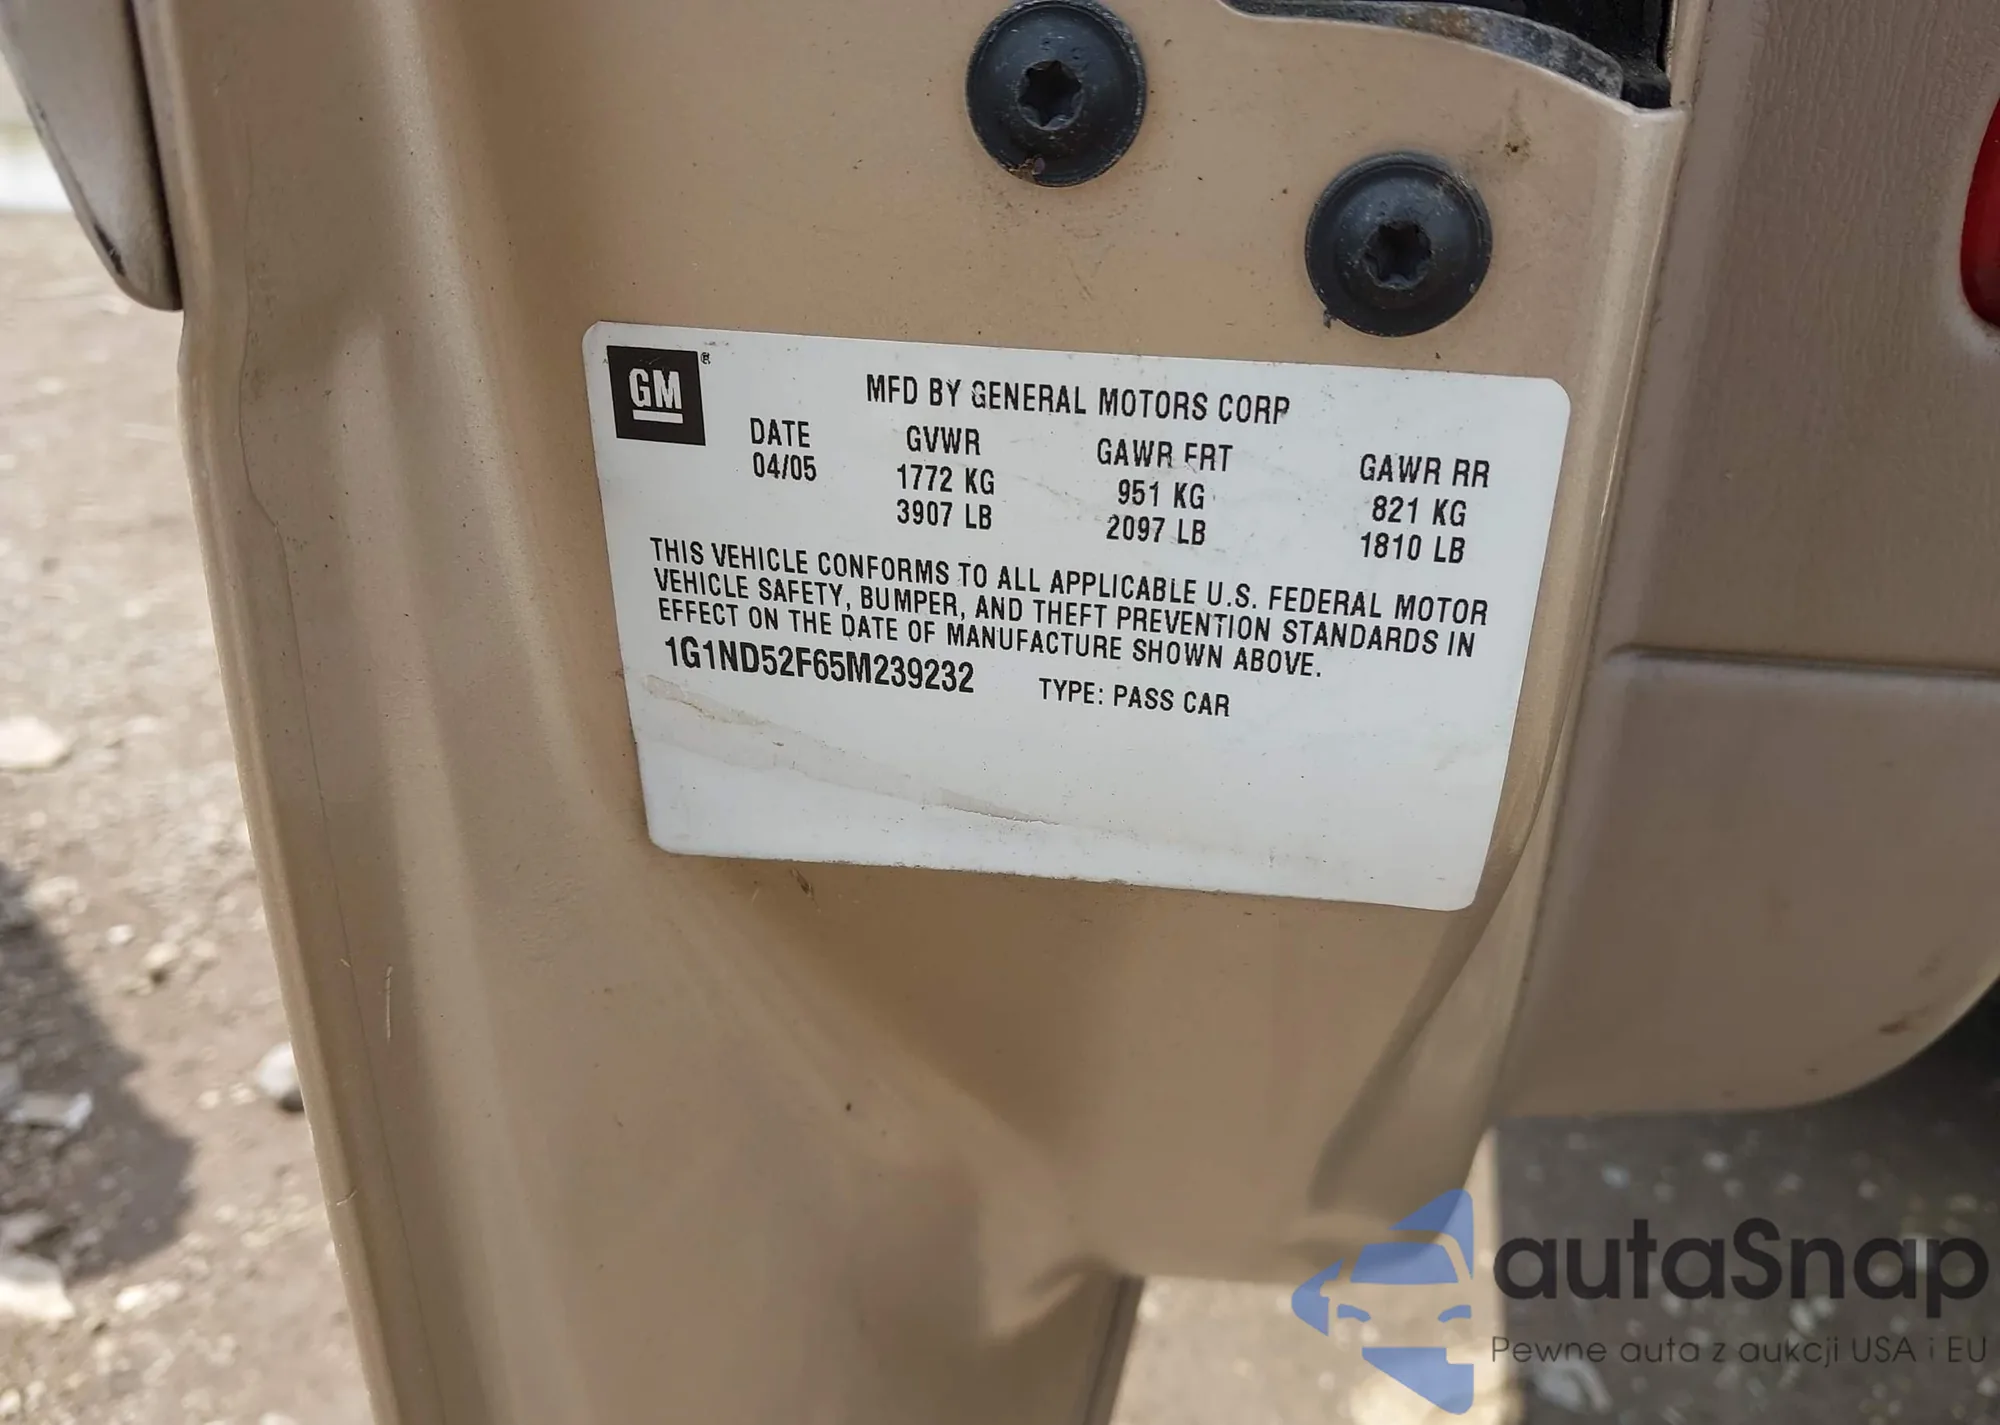 GM ®
MFD BY GENERAL MOTORS CORP
DATE GVWR GAWR FRT GAWR RR
04/05 1772 KG 951 KG 821 KG
3907 LB 2097 LB 1810 LB
THIS VEHICLE CONFORMS TO ALL APPLICABLE U.S. FEDERAL MOTOR
VEHICLE SAFETY, BUMPER, AND THEFT PREVENTION STANDARDS IN
EFFECT ON THE DATE OF MANUFACTURE SHOWN ABOVE.
1G1ND52F65M239232 TYPE: PASS CAR
autaSnap
Pewne auta z aukcji USA i EU